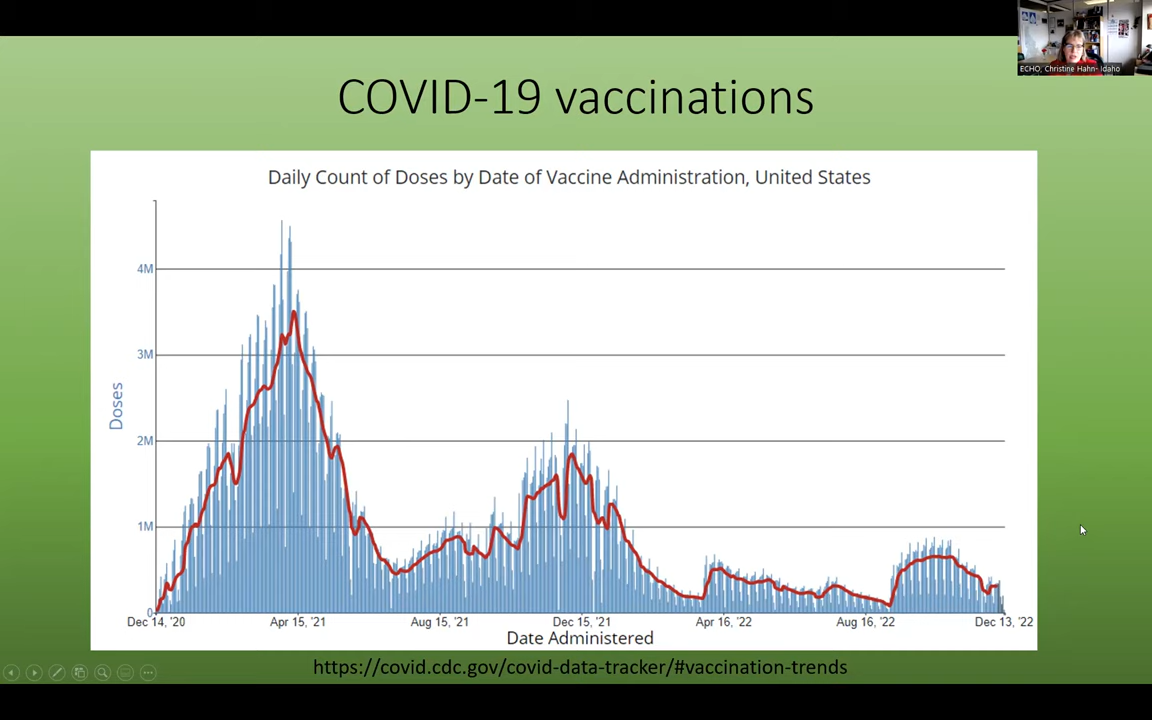 ECHO, Christine Hahn- Idaho
COVID-19 vaccinations
Daily Count of Doses by Date of Vaccine Administration, United States
4M
3M
2M
1M
0
Doses
Dec 14, '20
Apr 15, '21
Aug 15, '21
Dec 15, '21
Apr 16, '22
Aug 16, '22
Dec 13, '22
Date Administered
https://covid.cdc.gov/covid-data-tracker/#vaccination-trends